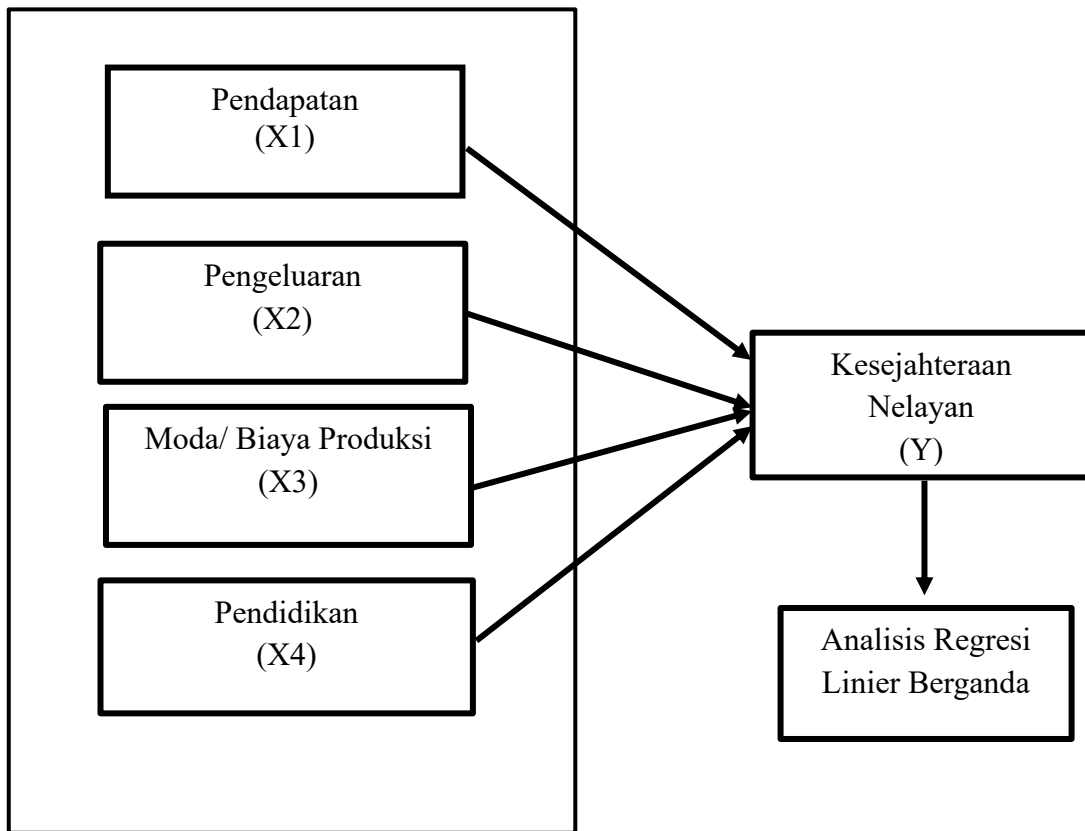 Pendapatan
(X1)
Pengeluaran
(X2)
Moda/ Biaya Produksi
(X3)
Pendidikan
(X4)
Kesejahteraan
Nelayan
(Y)
Analisis Regresi
Linier Berganda